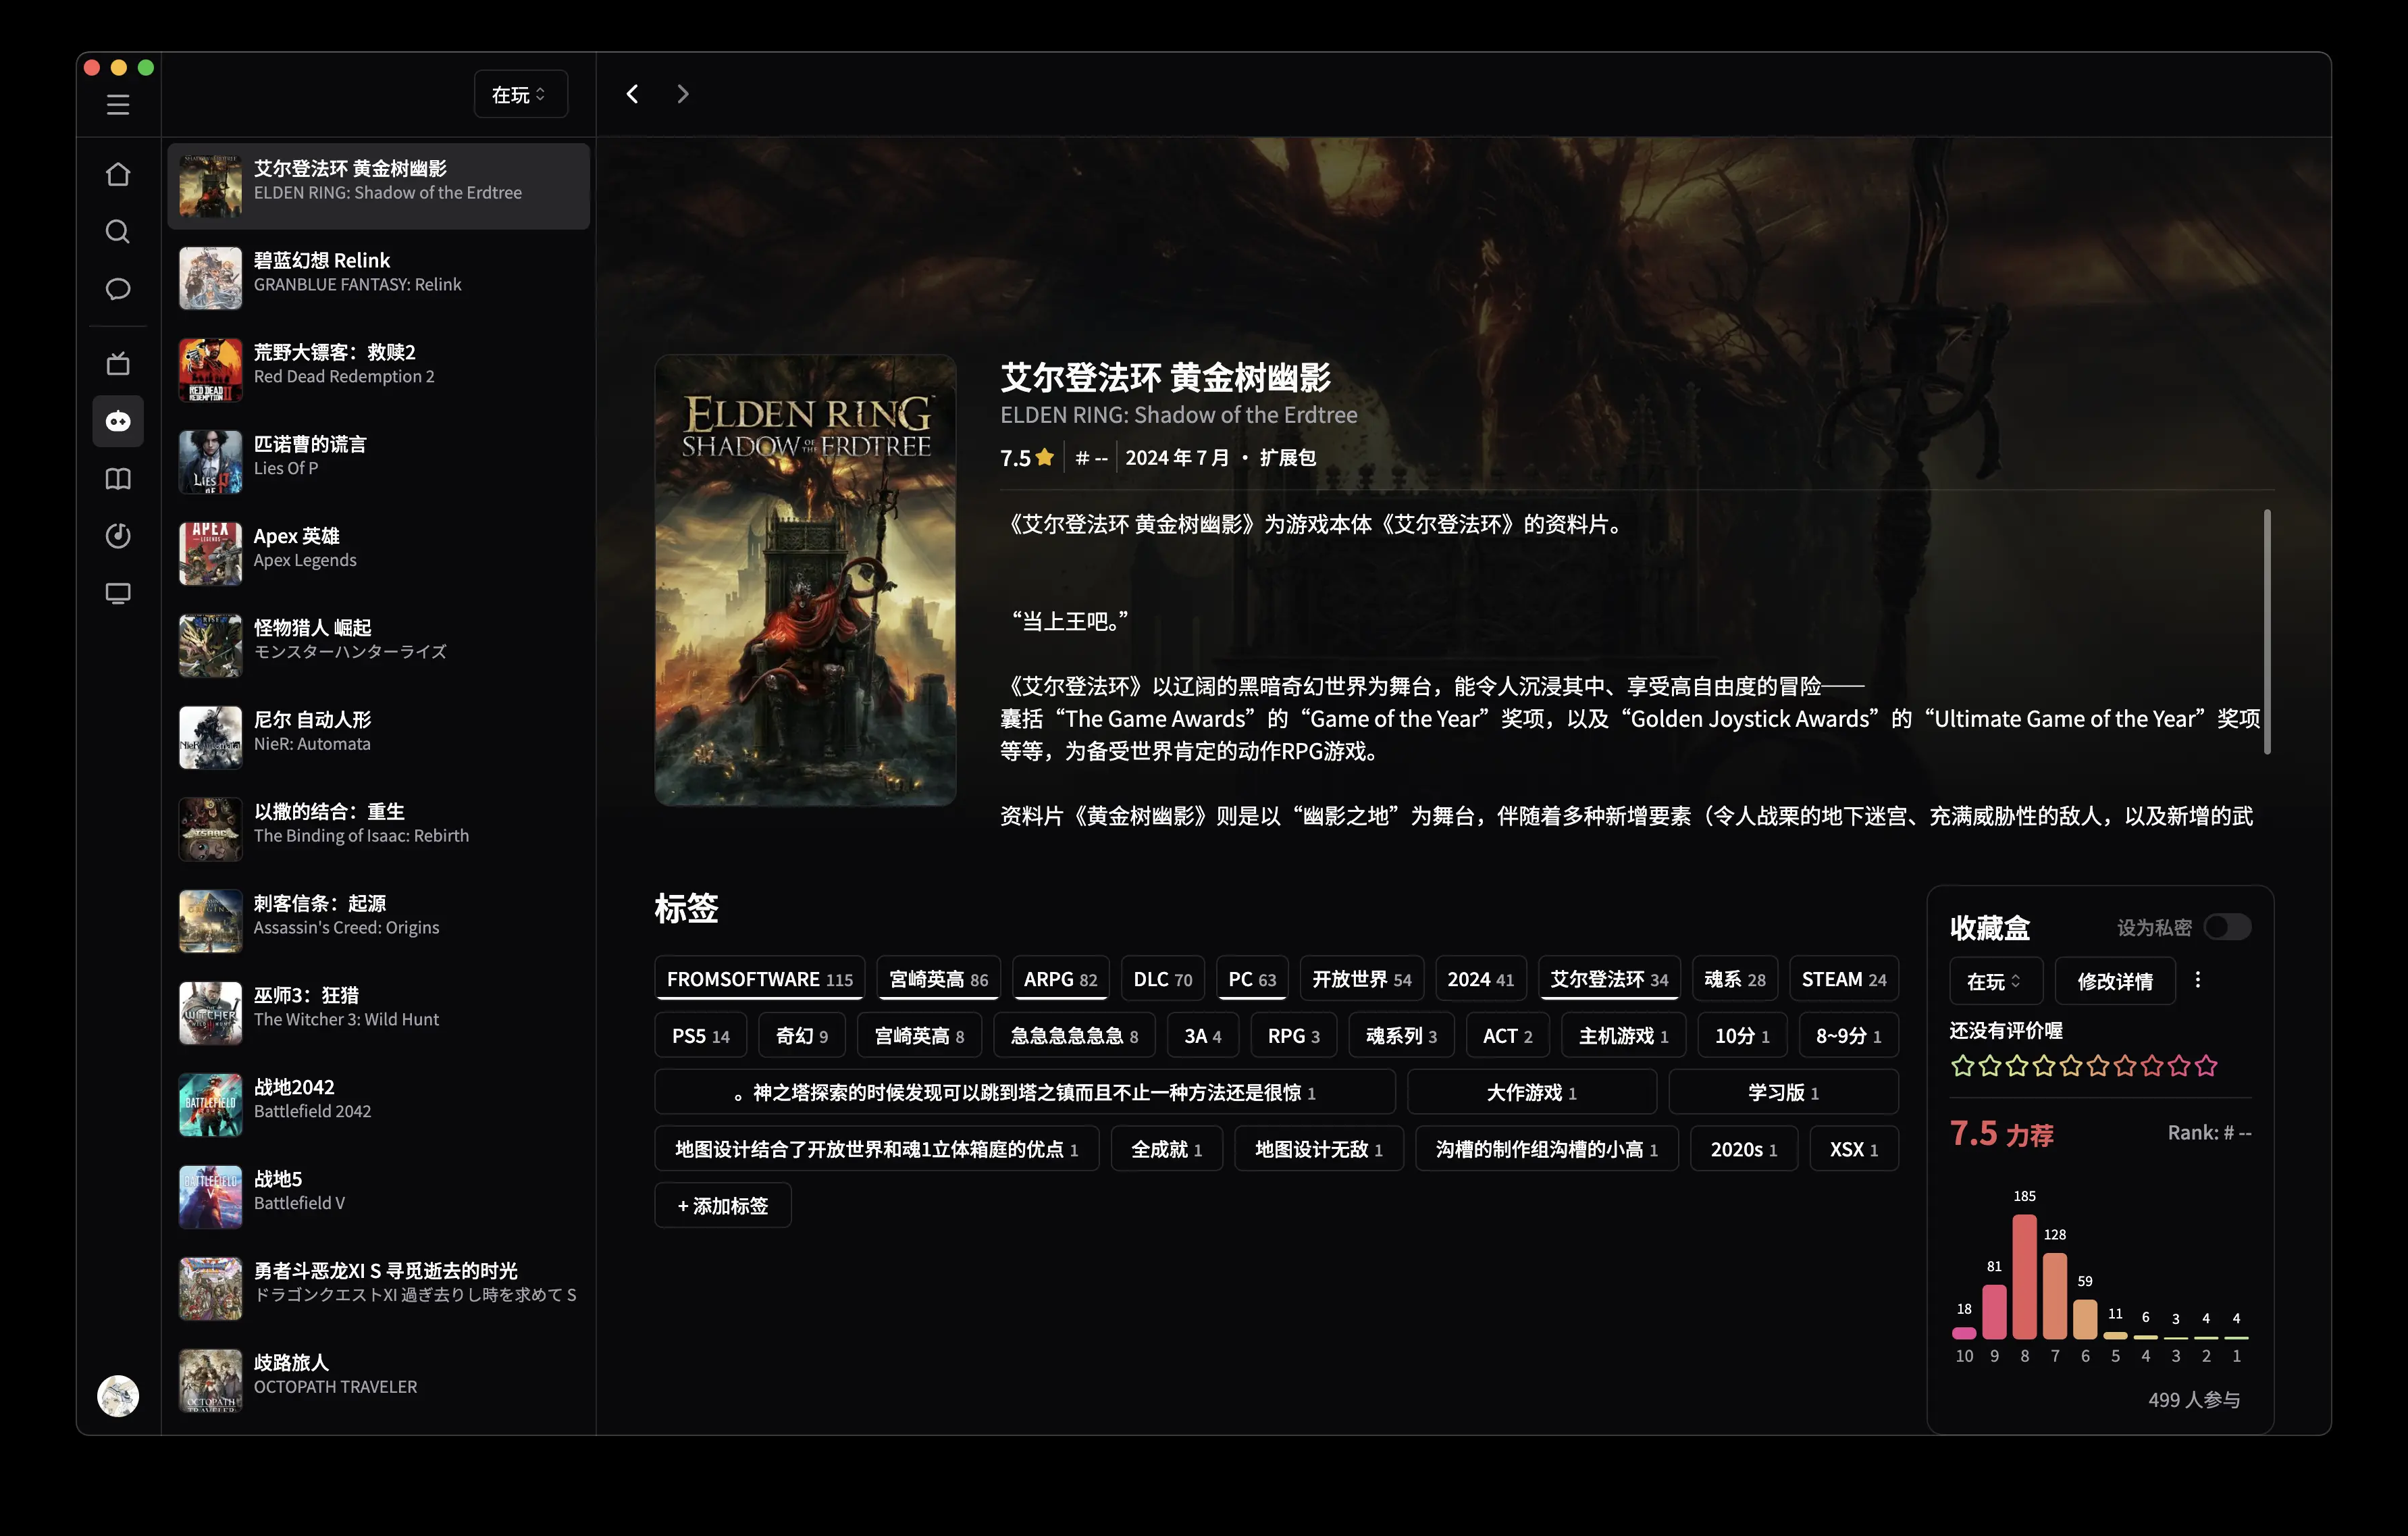 在玩
艾尔登法环 黄金树幽影
ELDEN RING: Shadow of the Erdtree
碧蓝幻想 Relink
GRANBLUE FANTASY: Relink
荒野大镖客：救赎2
Red Dead Redemption 2
匹诺曹的谎言
Lies Of P
Apex 英雄
Apex Legends
怪物猎人 崛起
モンスターハンターライズ
尼尔 自动人形
NieR: Automata
以撒的结合：重生
The Binding of Isaac: Rebirth
刺客信条：起源
Assassin's Creed: Origins
巫师3：狂猎
The Witcher 3: Wild Hunt
战地2042
Battlefield 2042
战地5
Battlefield V
勇者斗恶龙XI S 寻觅逝去的时光
ドラゴンクエストXI 過ぎ去りし時を求めて S
歧路旅人
OCTOPATH TRAVELER
ELDEN RING
SHADOW OF THE ERDTREE
艾尔登法环 黄金树幽影
ELDEN RING: Shadow of the Erdtree
7.5 # -- 2024 年 7 月 · 扩展包
《艾尔登法环 黄金树幽影》为游戏本体《艾尔登法环》的资料片。
“当上王吧。”
《艾尔登法环》以辽阔的黑暗奇幻世界为舞台，能令人沉浸其中、享受高自由度的冒险——
囊括“The Game Awards”的“Game of the Year”奖项，以及“Golden Joystick Awards”的“Ultimate Game of the Year”奖项
等等，为备受世界肯定的动作RPG游戏。
资料片《黄金树幽影》则是以“幽影之地”为舞台，伴随着多种新增要素（令人战栗的地下迷宫、充满威胁性的敌人，以及新增的武
标签
FROMSOFTWARE 115 宫崎英高 86 ARPG 82 DLC 70 PC 63 开放世界 54 2024 41 艾尔登法环 34 魂系 28 STEAM 24
PS5 14 奇幻 9 宫崎英高 8 急急急急急急 8 3A 4 RPG 3 魂系列 3 ACT 2 主机游戏 1 10分 1 8~9分 1
。神之塔探索的时候发现可以跳到塔之镇而且不止一种方法还是很惊 1 大作游戏 1 学习版 1
地图设计结合了开放世界和魂1立体箱庭的优点 1 全成就 1 地图设计无敌 1 沟槽的制作组沟槽的小高 1 2020s 1 XSX 1
+ 添加标签
收藏盒 设为私密
在玩 修改详情
还没有评价喔
7.5 力荐 Rank: # --
185
128
81
59
18 11 6 3 4 4
10 9 8 7 6 5 4 3 2 1
499 人参与